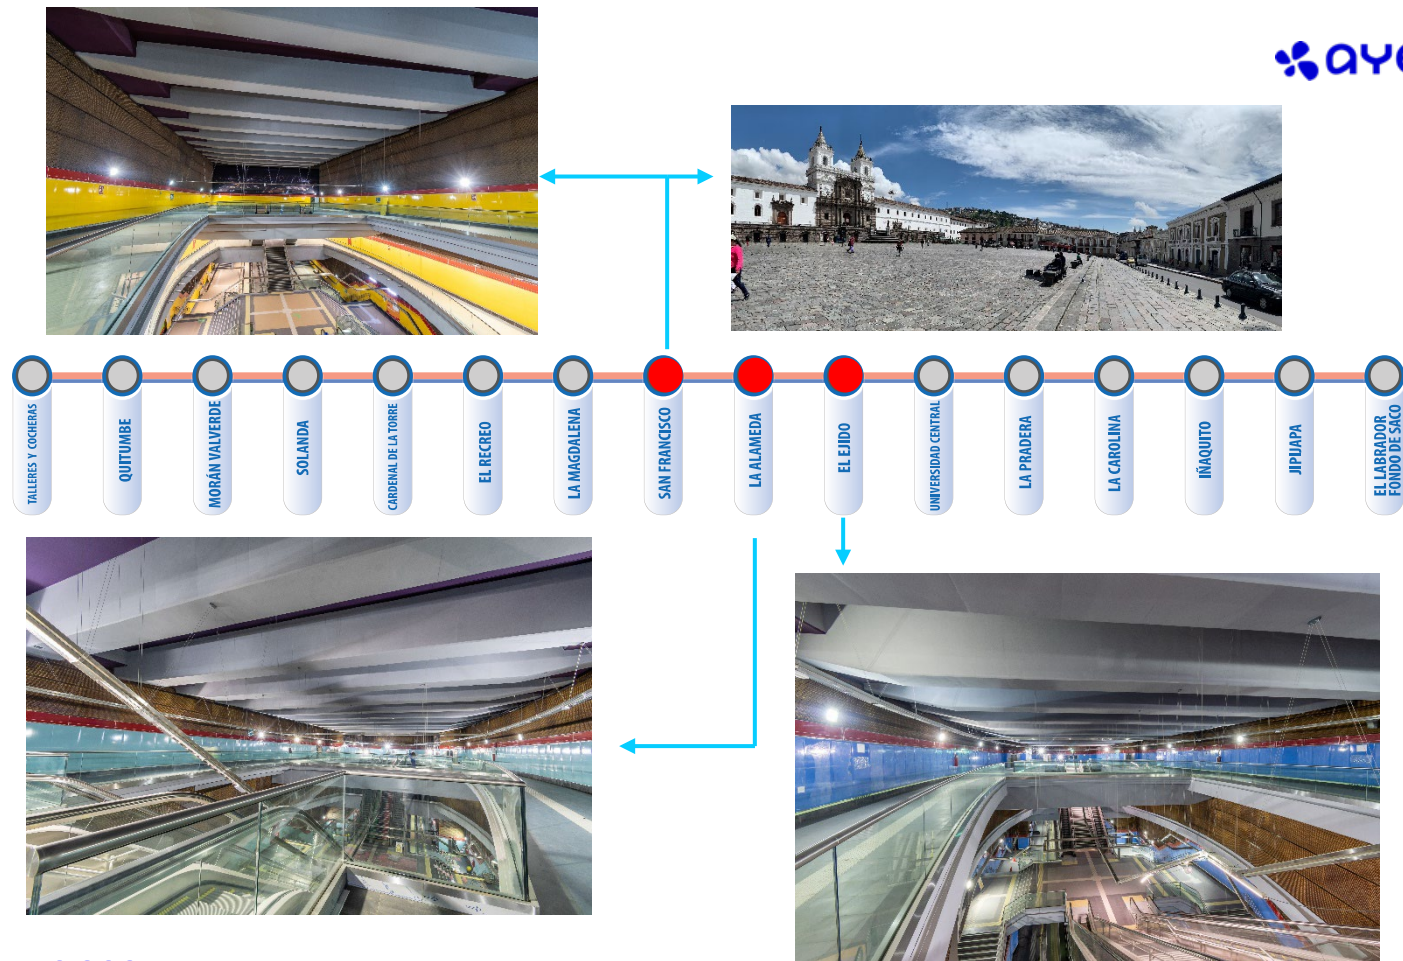 TALLERES Y COCHERAS
QUITUMBE
MORÁN VALVERDE
SOLANDA
CARDENAL DE LA TORRE
EL RECREO
LA MAGDALENA
SAN FRANCISCO
LA ALAMEDA
EL EJIDO
UNIVERSIDAD CENTRAL
LA PRADERA
LA CAROLINA
IÑAQUITO
JIPIJAPA
EL LABRADOR
FONDO DE SACO